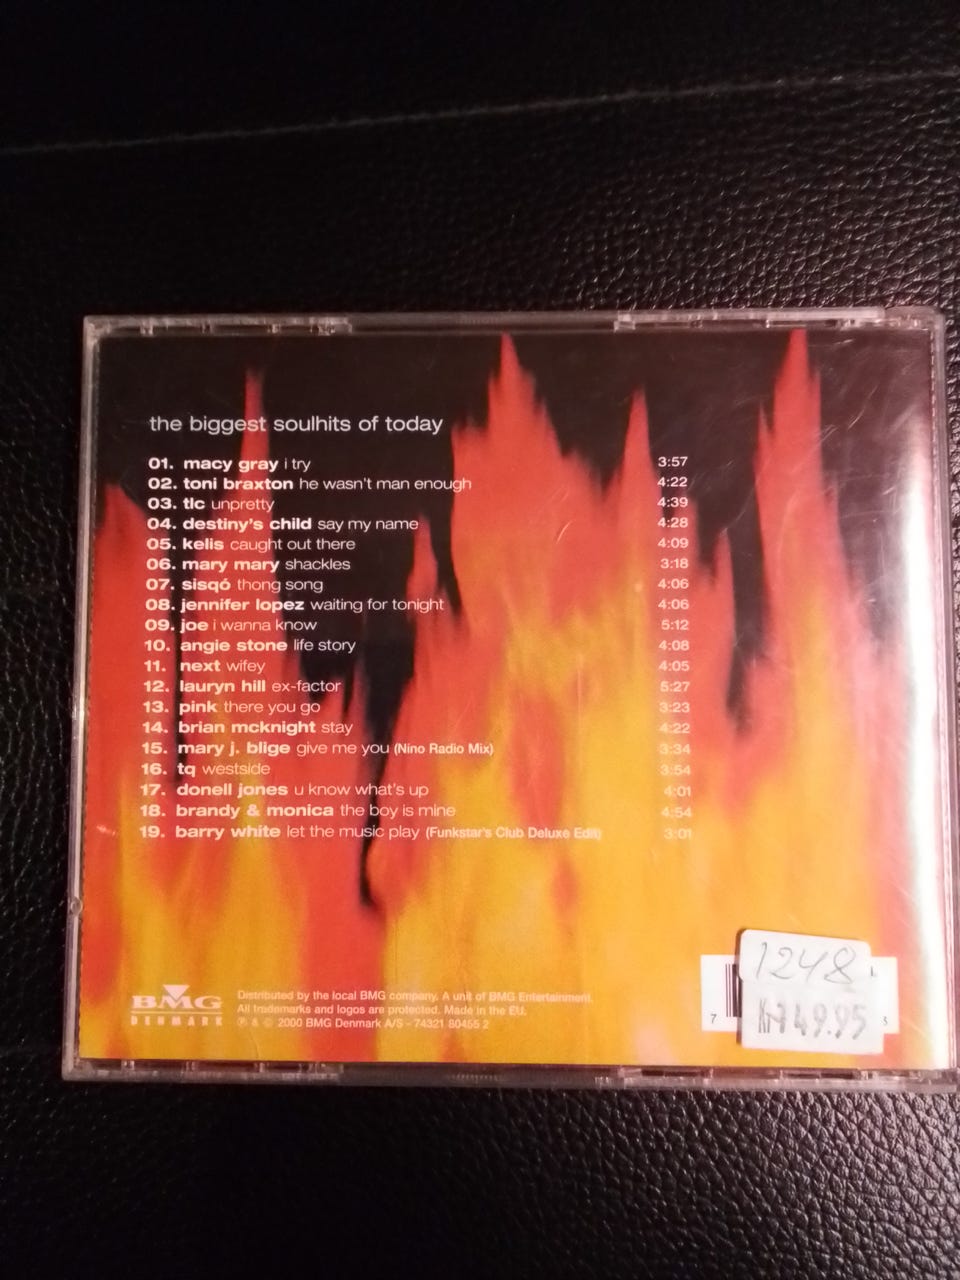 the biggest soulhits of today
01. macy gray i try 3:57
02. toni braxton he wasn't man enough 4:22
03. tlc unpretty 4:39
04. destiny's child say my name 4:28
05. kelis caught out there 4:09
06. mary mary shackles 3:18
07. sisqó thong song 4:06
08. jennifer lopez waiting for tonight 4:06
09. joe i wanna know 5:12
10. angie stone life story 4:08
11. next wifey 4:05
12. lauryn hill ex-factor 5:27
13. pink there you go 3:23
14. brian mcknight stay 4:22
15. mary j. blige give me you (Nino Radio Mix) 3:34
16. tq westside 3:54
17. donell jones u know what's up 4:01
18. brandy & monica the boy is mine 4:54
19. barry white let the music play (Funkstar's Club Deluxe Edit) 3:01
BMG
DENMARK
Distributed by the local BMG company. A unit of BMG Entertainment.
All trademarks and logos are protected. Made in the EU.
℗ & © 2000 BMG Denmark A/S - 74321 80455 2
1248
7